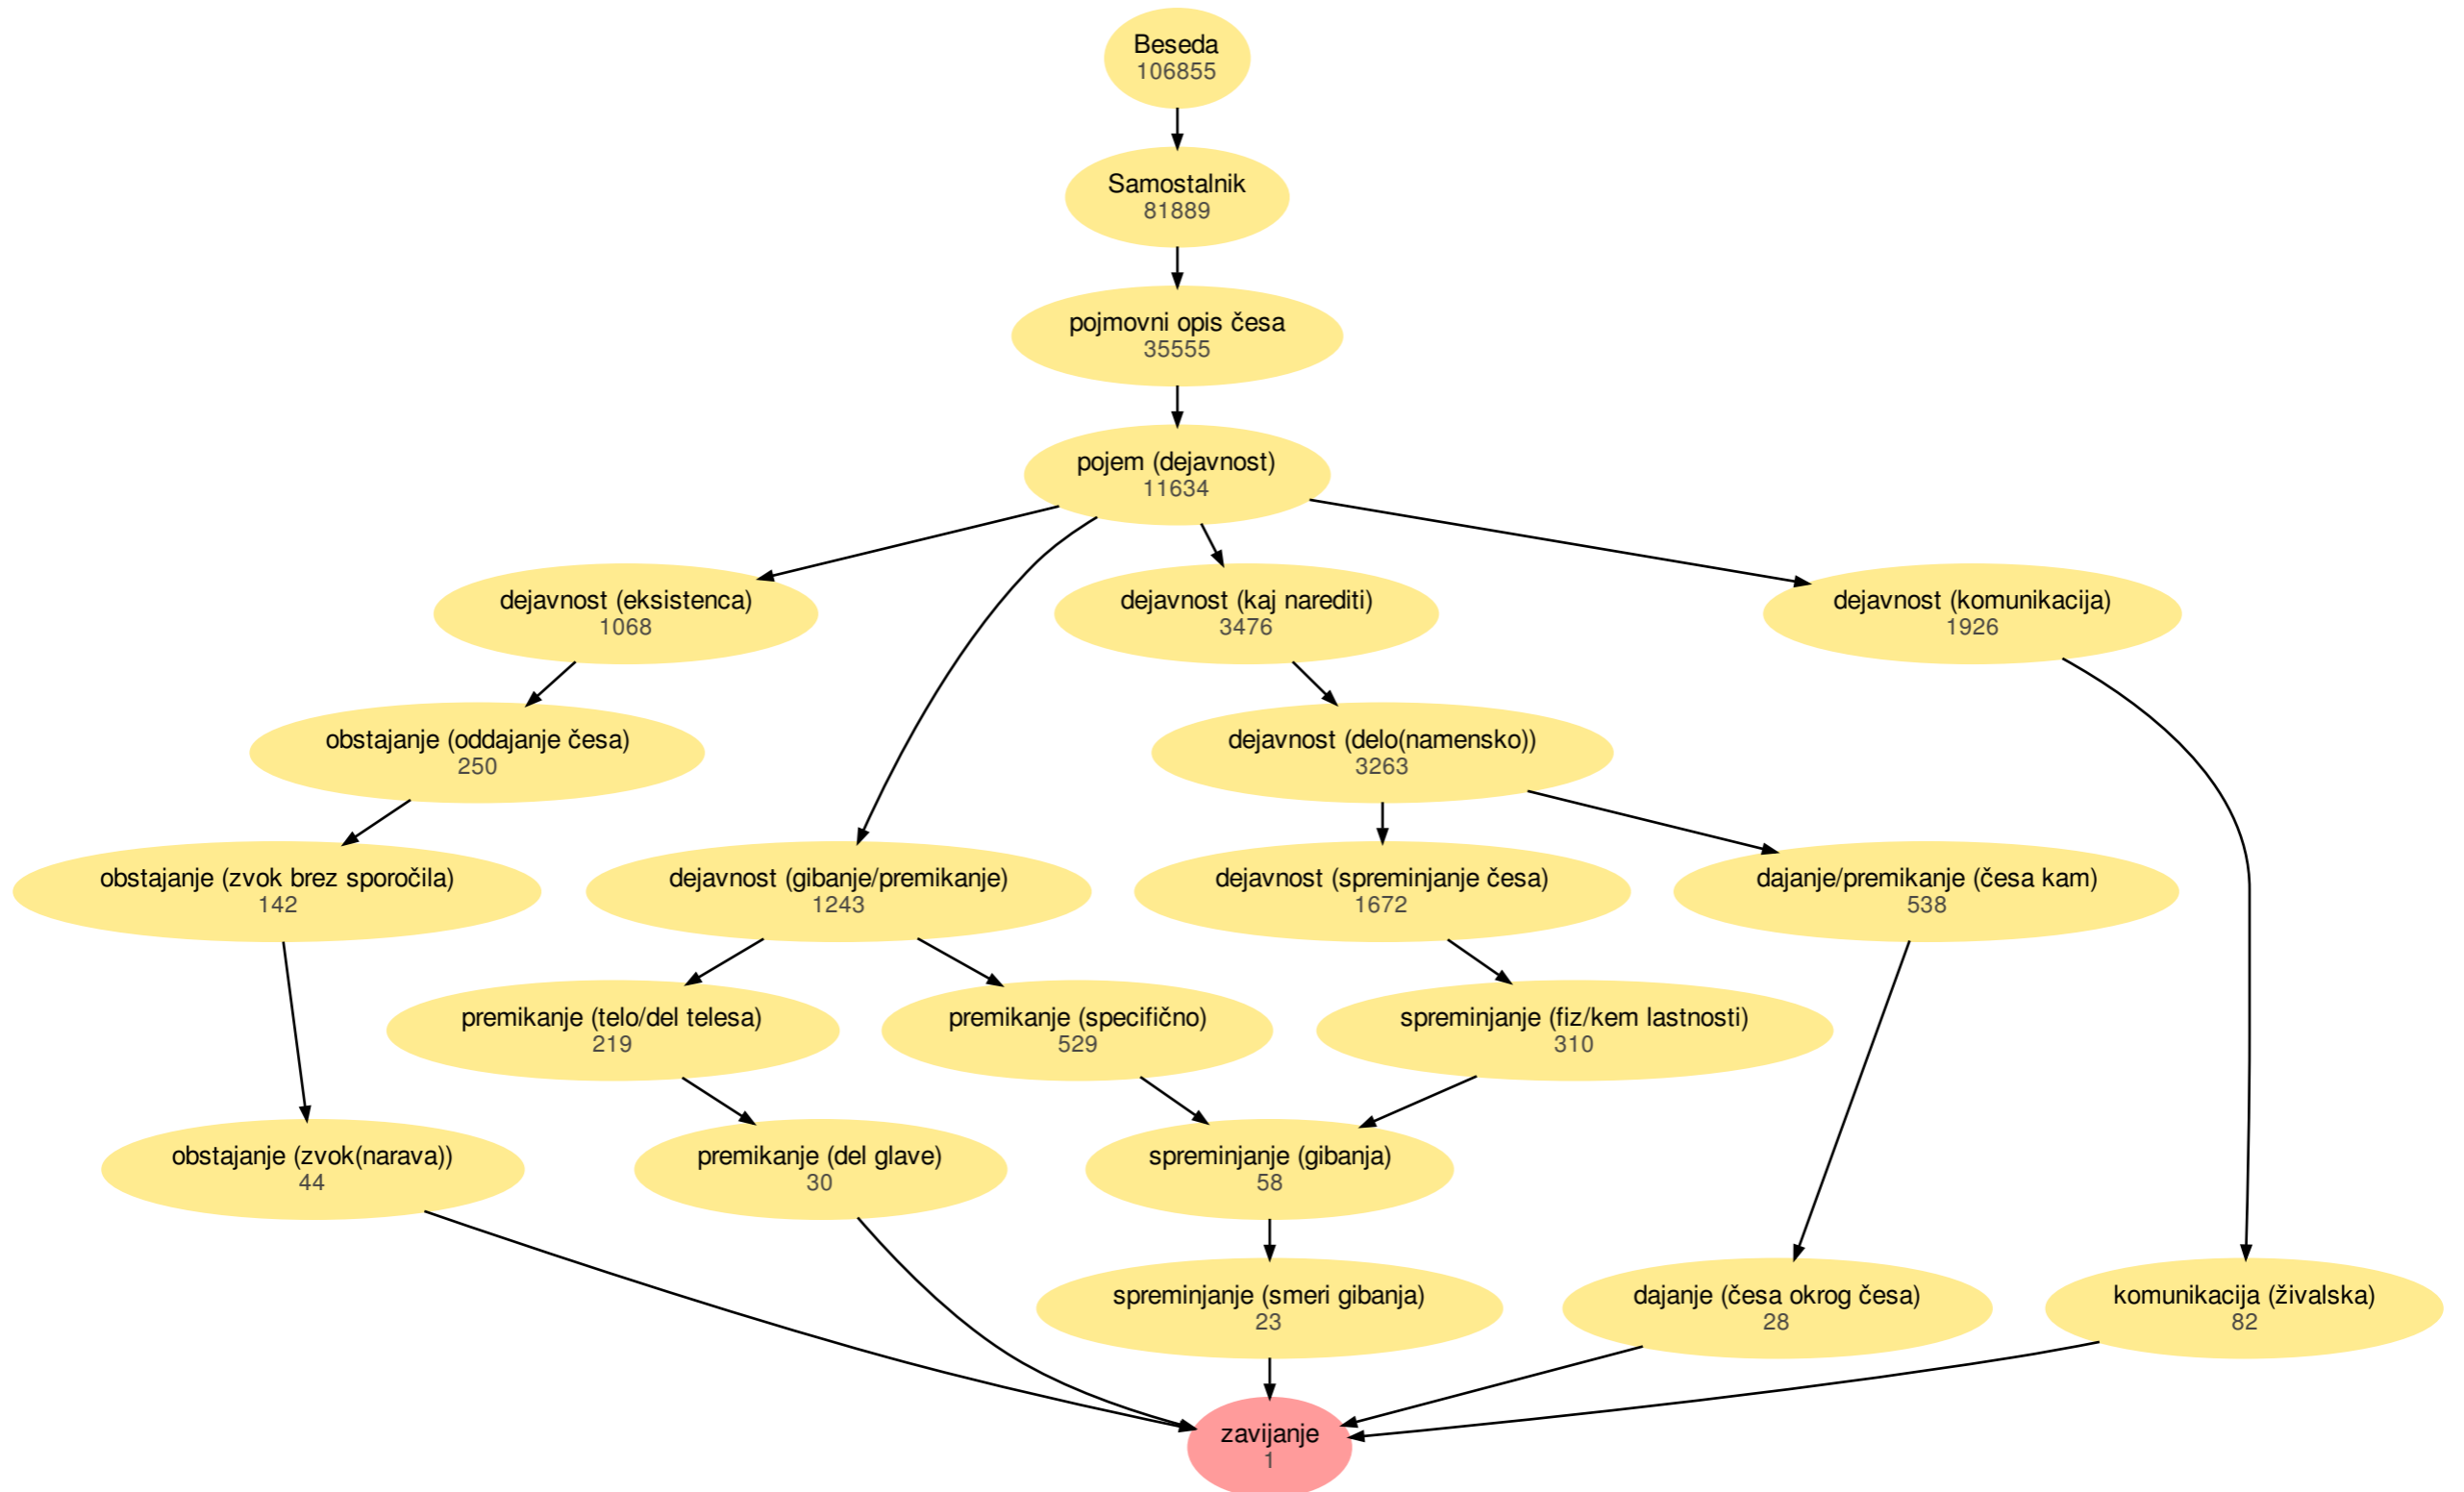 Beseda
106855
Samostalnik
81889
pojmovni opis česa
35555
pojem (dejavnost)
11634
dejavnost (eksistenca)
1068
dejavnost (kaj narediti)
3476
dejavnost (komunikacija)
1926
obstajanje (oddajanje česa)
250
dejavnost (delo(namensko))
3263
obstajanje (zvok brez sporočila)
142
dejavnost (gibanje/premikanje)
1243
dejavnost (spreminjanje česa)
1672
dajanje/premikanje (česa kam)
538
premikanje (telo/del telesa)
219
premikanje (specifično)
529
spreminjanje (fiz/kem lastnosti)
310
obstajanje (zvok(narava))
44
premikanje (del glave)
30
spreminjanje (gibanja)
58
spreminjanje (smeri gibanja)
23
dajanje (česa okrog česa)
28
komunikacija (živalska)
82
zavijanje
1